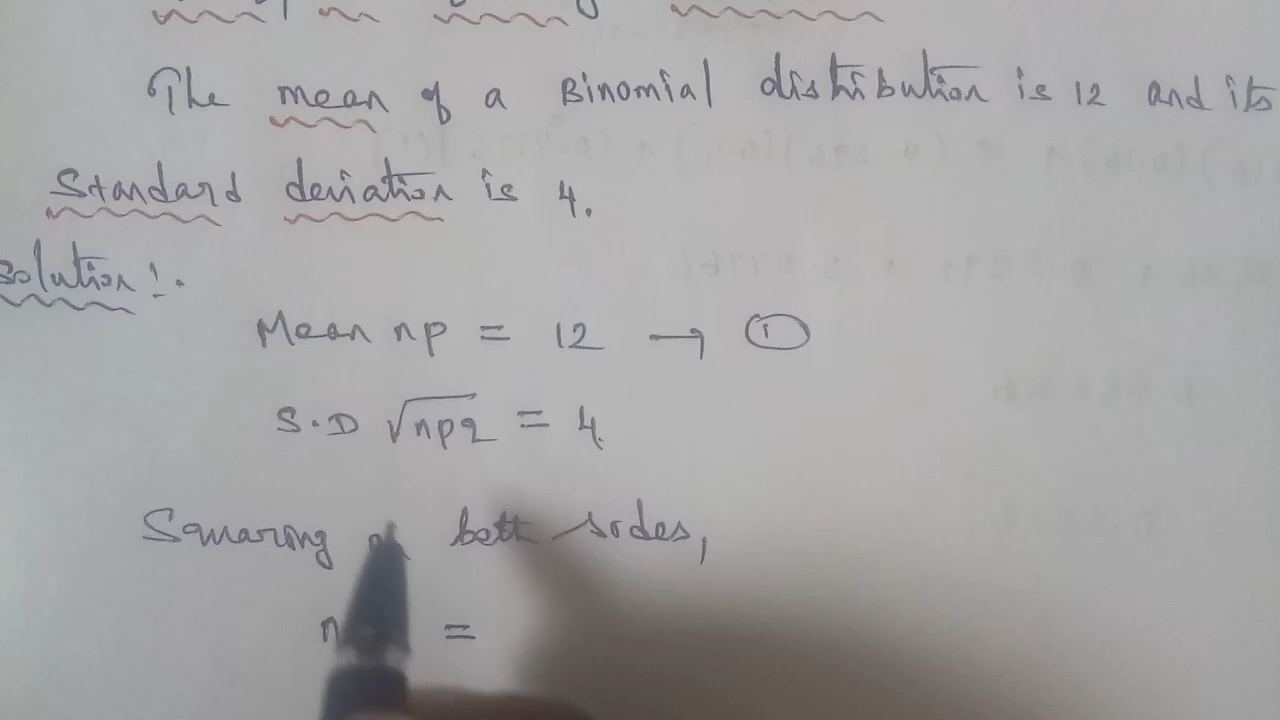 The mean of a Binomial distribution is 12 and its
Standard deviation is 4.
Solution:-
Mean np = 12 → ①
S.D √npq = 4.
Squaring both sides,
n =